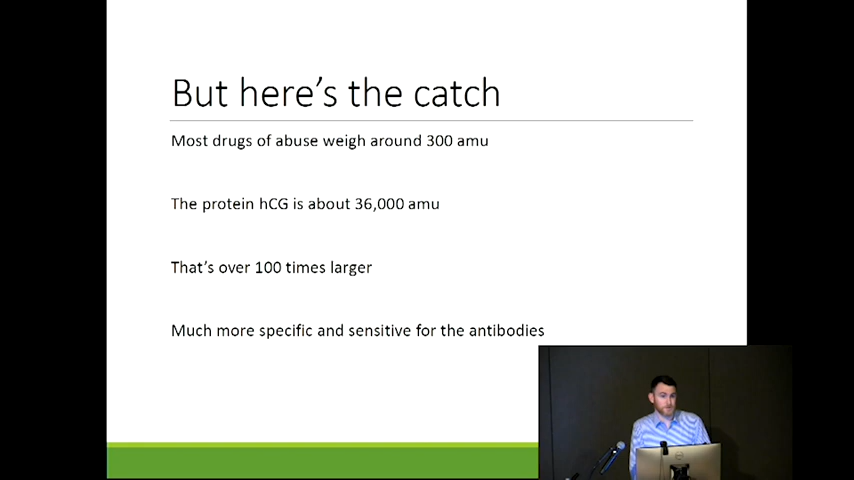 But here's the catch
Most drugs of abuse weigh around 300 amu
The protein hCG is about 36,000 amu
That's over 100 times larger
Much more specific and sensitive for the antibodies